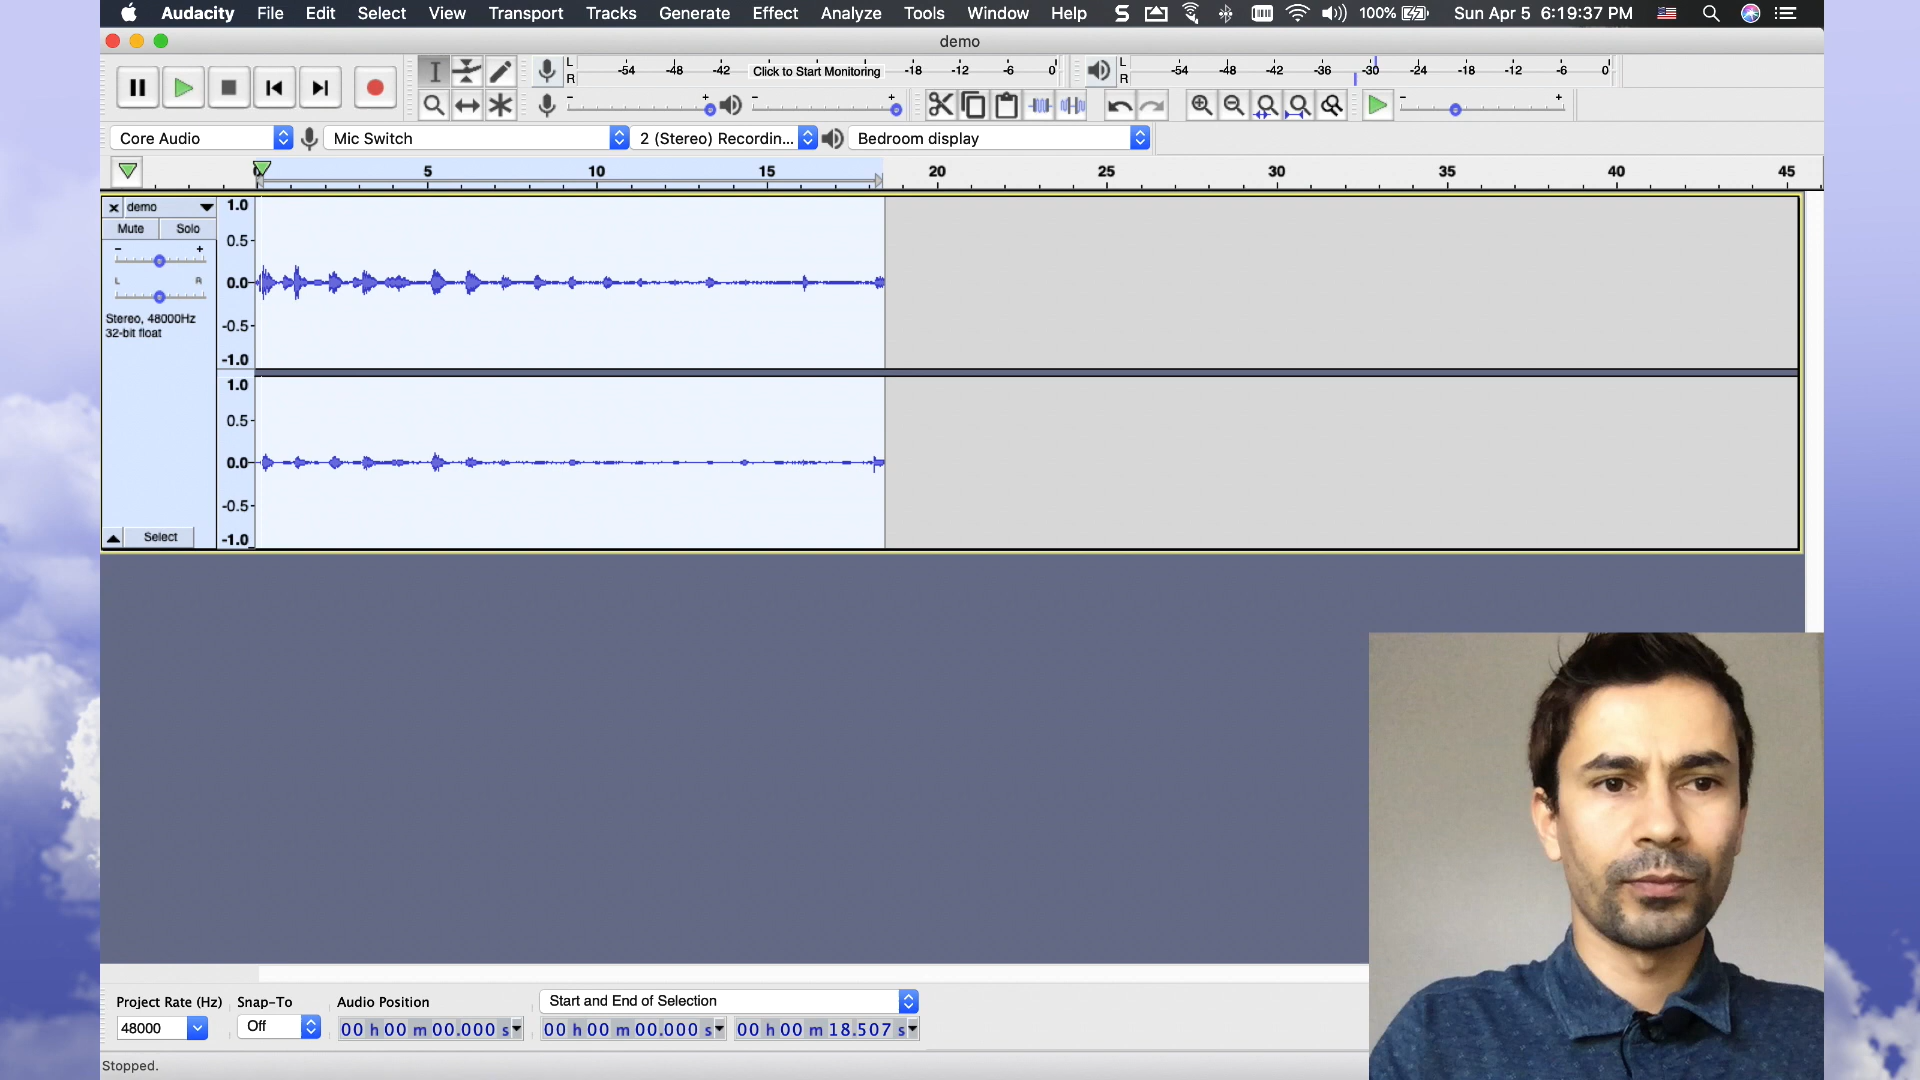 Audacity File Edit Select View Transport Tracks Generate Effect Analyze Tools Window Help 100% Sun Apr 5 6:19:37 PM
demo
L -54 -48 -42 Click to Start Monitoring -18 -12 -6 0 L -54 -48 -42 -36 -30 -24 -18 -12 -6 0
R R
- + - + - +
Core Audio Mic Switch 2 (Stereo) Recordin... Bedroom display
0 5 10 15 20 25 30 35 40 45
x demo 1.0
Mute Solo
- + 0.5
L R 0.0
Stereo, 48000Hz
32-bit float -0.5
-1.0
1.0
0.5
0.0
-0.5
Select -1.0
Project Rate (Hz) Snap-To Audio Position Start and End of Selection
48000 Off 00 h 00 m 00.000 s 00 h 00 m 00.000 s 00 h 00 m 18.507 s
Stopped.